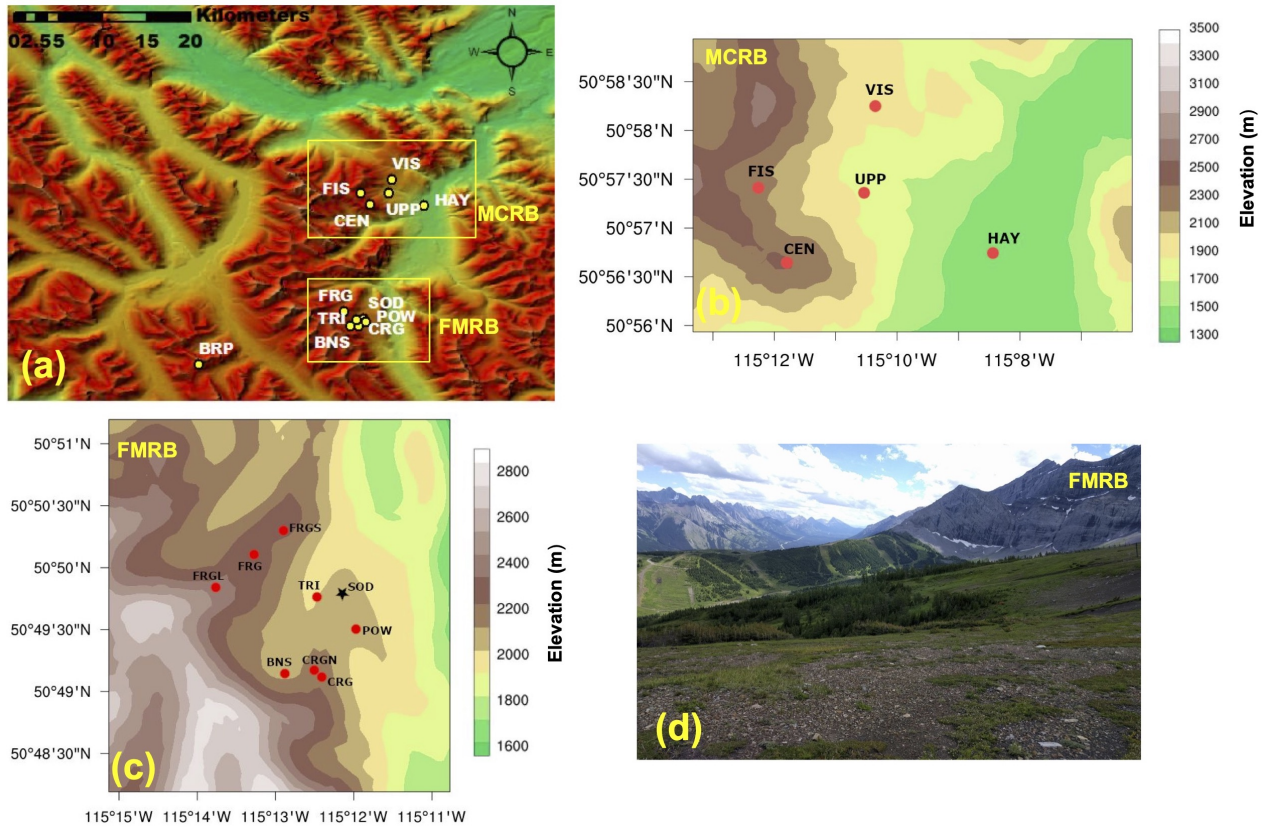 Kilometers
02.55 10 15 20
N
W E
S
VIS
FIS
UPP
HAY
CEN
MCRB
FRG
SOD
TRI
POW
CRG
BNS
FMRB
BRP
(a)
MCRB
50°58'30"N
50°58'N
50°57'30"N
50°57'N
50°56'30"N
50°56'N
VIS
FIS
UPP
HAY
CEN
(b)
115°12'W 115°10'W 115°8'W
3500
3300
3100
2900
2700
2500
2300
2100
1900
1700
1500
1300
Elevation (m)
FMRB
50°51'N
50°50'30"N
50°50'N
50°49'30"N
50°49'N
50°48'30"N
FRGS
FRG
FRGL
TRI
SOD
POW
BNS
CRGN
CRG
(c)
115°15'W 115°14'W 115°13'W 115°12'W 115°11'W
2800
2600
2400
2200
2000
1800
1600
Elevation (m)
FMRB
(d)